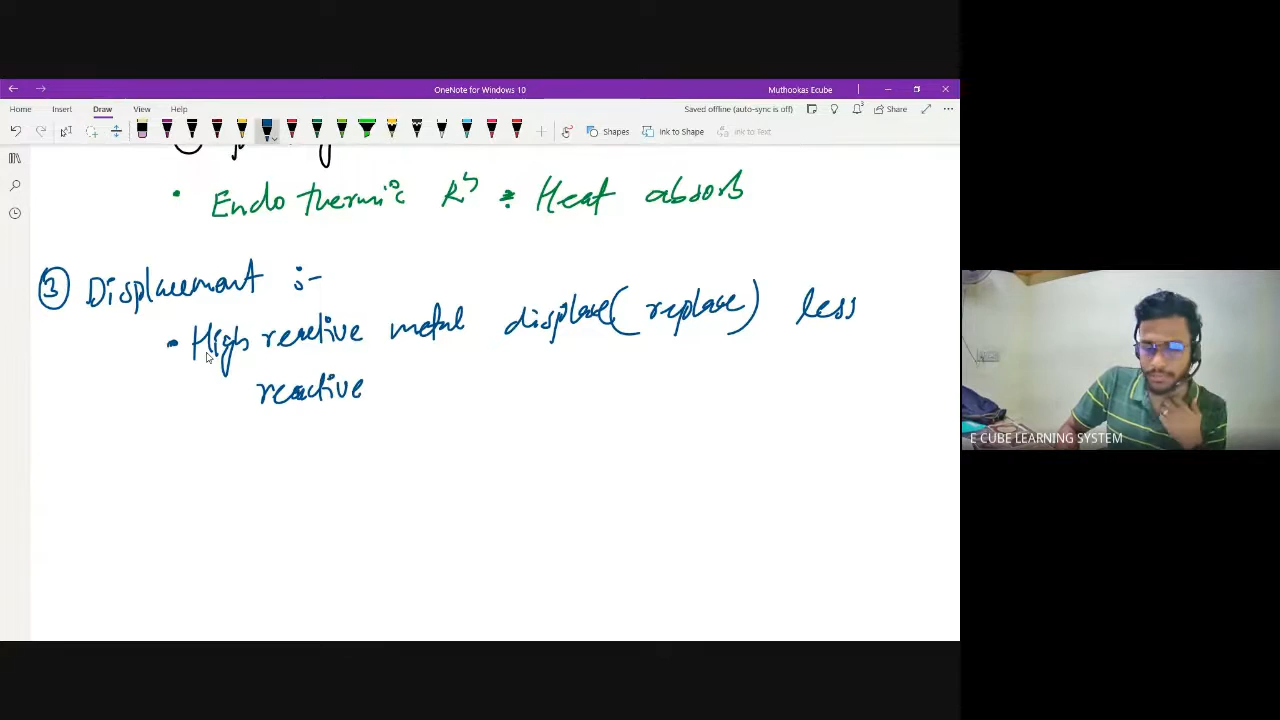 OneNote for Windows 10
Muthookas Ecube
Home Insert Draw View Help
Saved offline (auto-sync is off)
3 Share
Shapes Ink to Shape Ink to Text
• Endothermic Rn : Heat absorb
③ Displacement :-
• High reactive metal displace (replace) less
reactive
E CUBE LEARNING SYSTEM